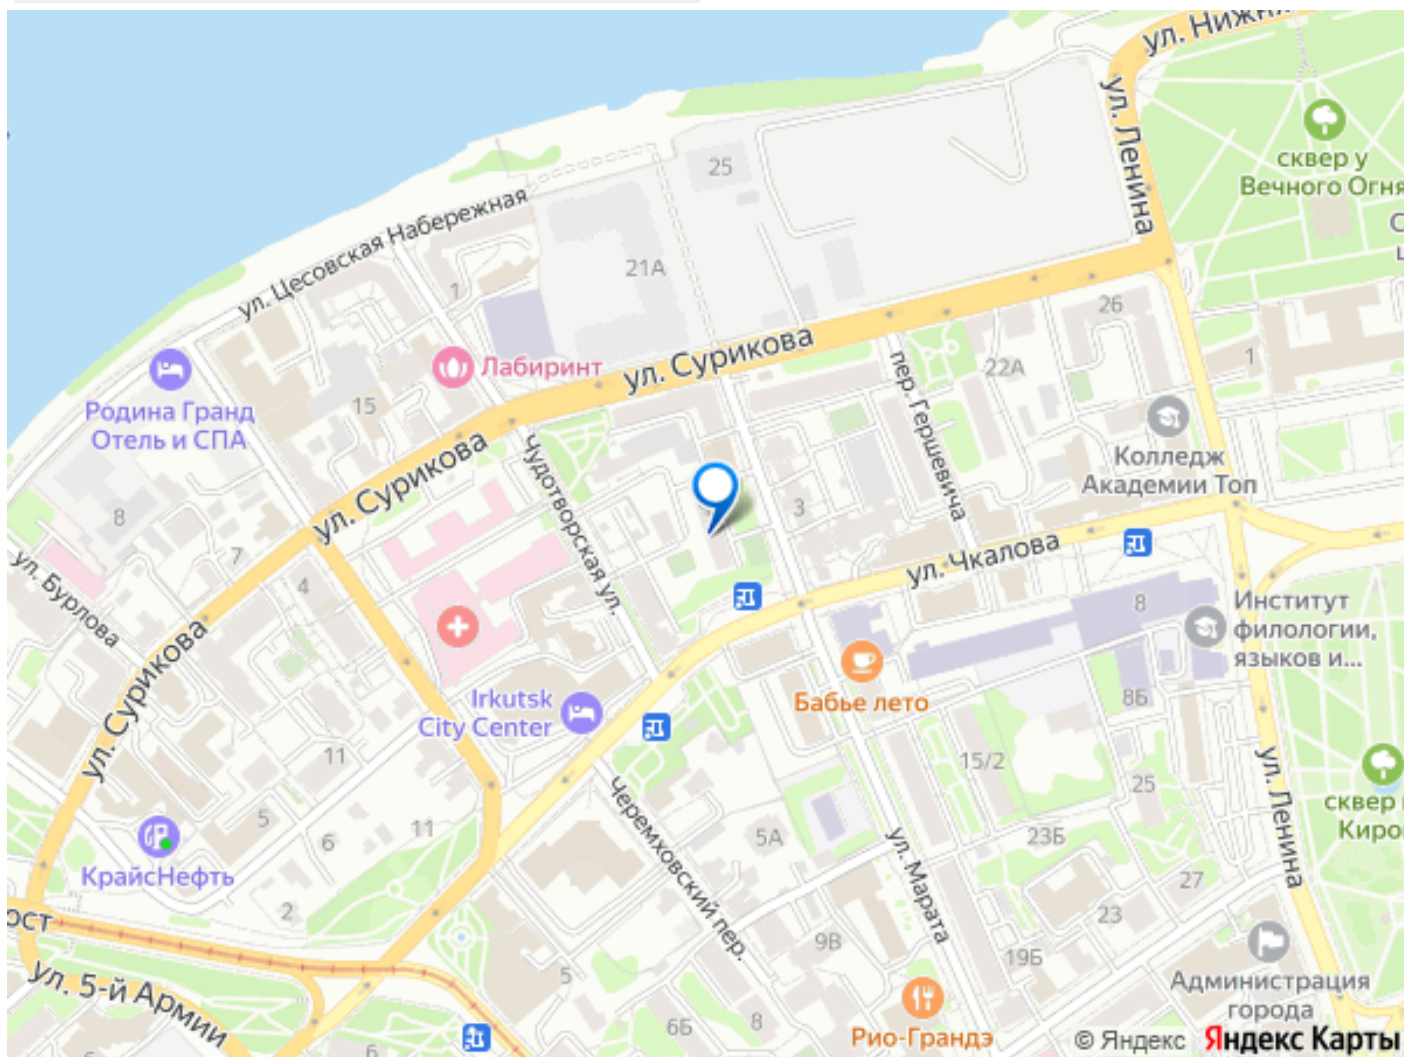 ул. Нижня
ул. Ленина
сквер у
Вечного Огня
С
ц
25
ул. Цесовская Набережная
21А
1
26
ул. Сурикова
Лабиринт
22А
1
пер. Гершевича
Родина Гранд
Отель и СПА
15
ул. Сурикова
Чудотворская ул.
Колледж
Академии Топ
8
3
7
ул. Чкалова
ул. Бурлова
4
8
Институт
филологии,
языков и...
ул. Сурикова
Irkutsk
City Center
Бабье лето
8Б
11
15/2
25
ул. Ленина
сквер
Киро
5
11
6
5А
23Б
Черемховский пер.
ул. Марата
КрайсНефть
27
2
23
ост
9В
19Б
5
ул. 5-й Армии
Администрация
города
6Б
8
Рио-Грандэ
6
© Яндекс Яндекс Карты